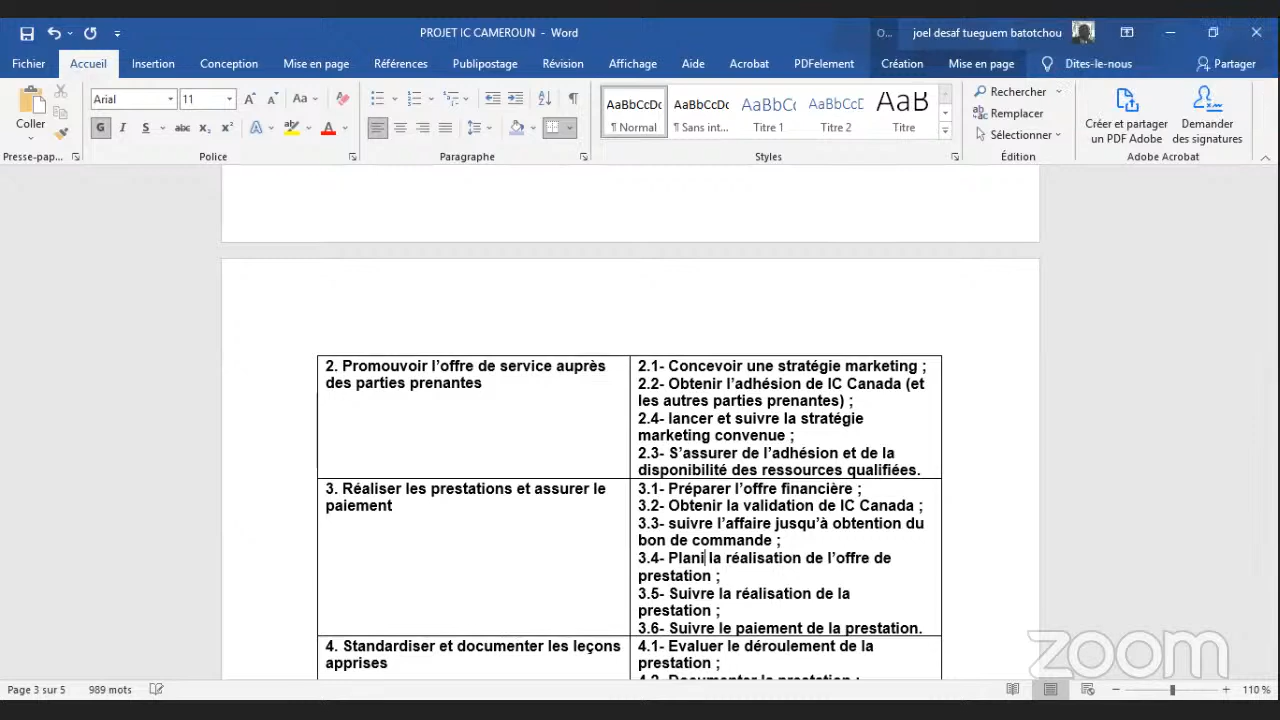 PROJET IC CAMEROUN - Word
O...
joel desaf tueguem batotchou
Fichier Accueil Insertion Conception Mise en page Références Publipostage Révision Affichage Aide Acrobat PDFelement Création Mise en page Dites-le-nous Partager
Coller
Presse-pap...
Arial 11
Police
Paragraphe
AaBbCcDc AaBbCcDc AaBbCc AaBbCcD AaB
¶ Normal ¶ Sans int... Titre 1 Titre 2 Titre
Styles
Rechercher
Remplacer
Sélectionner
Édition
Créer et partager un PDF Adobe
Demander des signatures
Adobe Acrobat
2. Promouvoir l’offre de service auprès
des parties prenantes
2.1- Concevoir une stratégie marketing ;
2.2- Obtenir l’adhésion de IC Canada (et
les autres parties prenantes) ;
2.4- lancer et suivre la stratégie
marketing convenue ;
2.3- S’assurer de l’adhésion et de la
disponibilité des ressources qualifiées.
3. Réaliser les prestations et assurer le
paiement
3.1- Préparer l’offre financière ;
3.2- Obtenir la validation de IC Canada ;
3.3- suivre l’affaire jusqu’à obtention du
bon de commande ;
3.4- Plani la réalisation de l’offre de
prestation ;
3.5- Suivre la réalisation de la
prestation ;
3.6- Suivre le paiement de la prestation.
4. Standardiser et documenter les leçons
apprises
4.1- Evaluer le déroulement de la
prestation ;
4.2- Documenter la prestation ;
zoom
Page 3 sur 5 989 mots 110 %